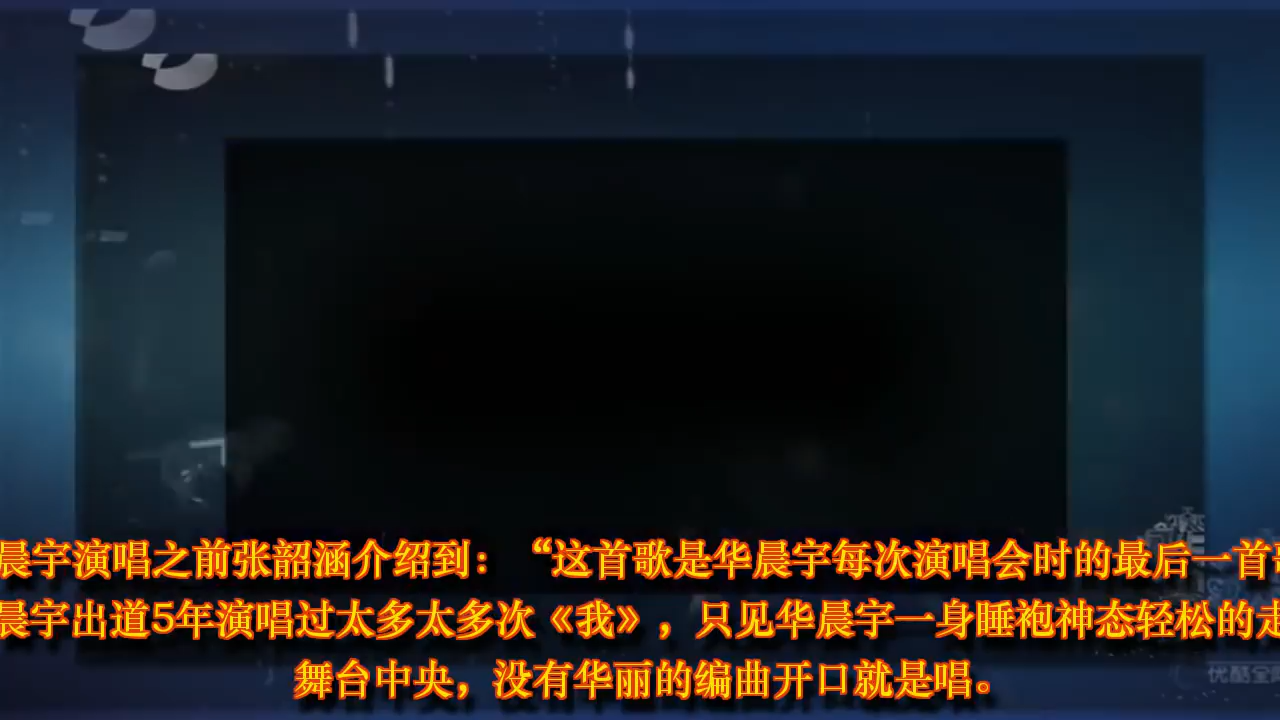 晨宇演唱之前张韶涵介绍到：“这首歌是华晨宇每次演唱会时的最后一首
晨宇出道5年演唱过太多太多次《我》，只见华晨宇一身睡袍神态轻松的走
舞台中央，没有华丽的编曲开口就是唱。
优酷全